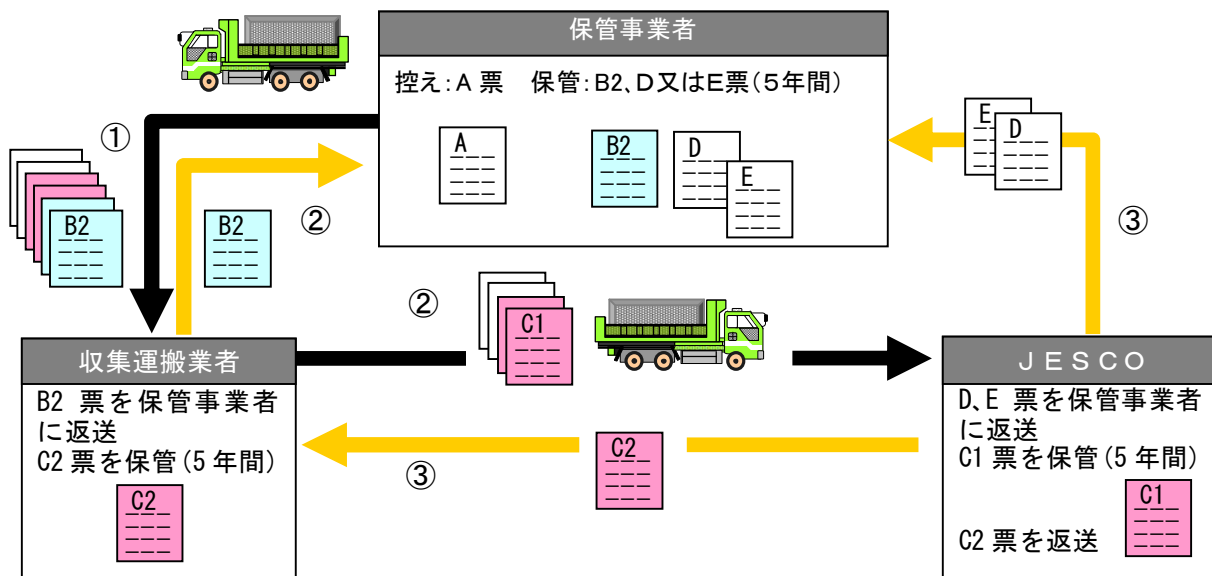 保管事業者
控え:A 票 保管:B2、D又はE票(5年間)
A
B2
D
E
E
D
①
B2
②
B2
③
②
C1
収集運搬業者
B2 票を保管事業者
に返送
C2 票を保管(5 年間)
C2
③
C2
JESCO
D、E 票を保管事業者
に返送
C1 票を保管(5 年間)
C1
C2 票を返送